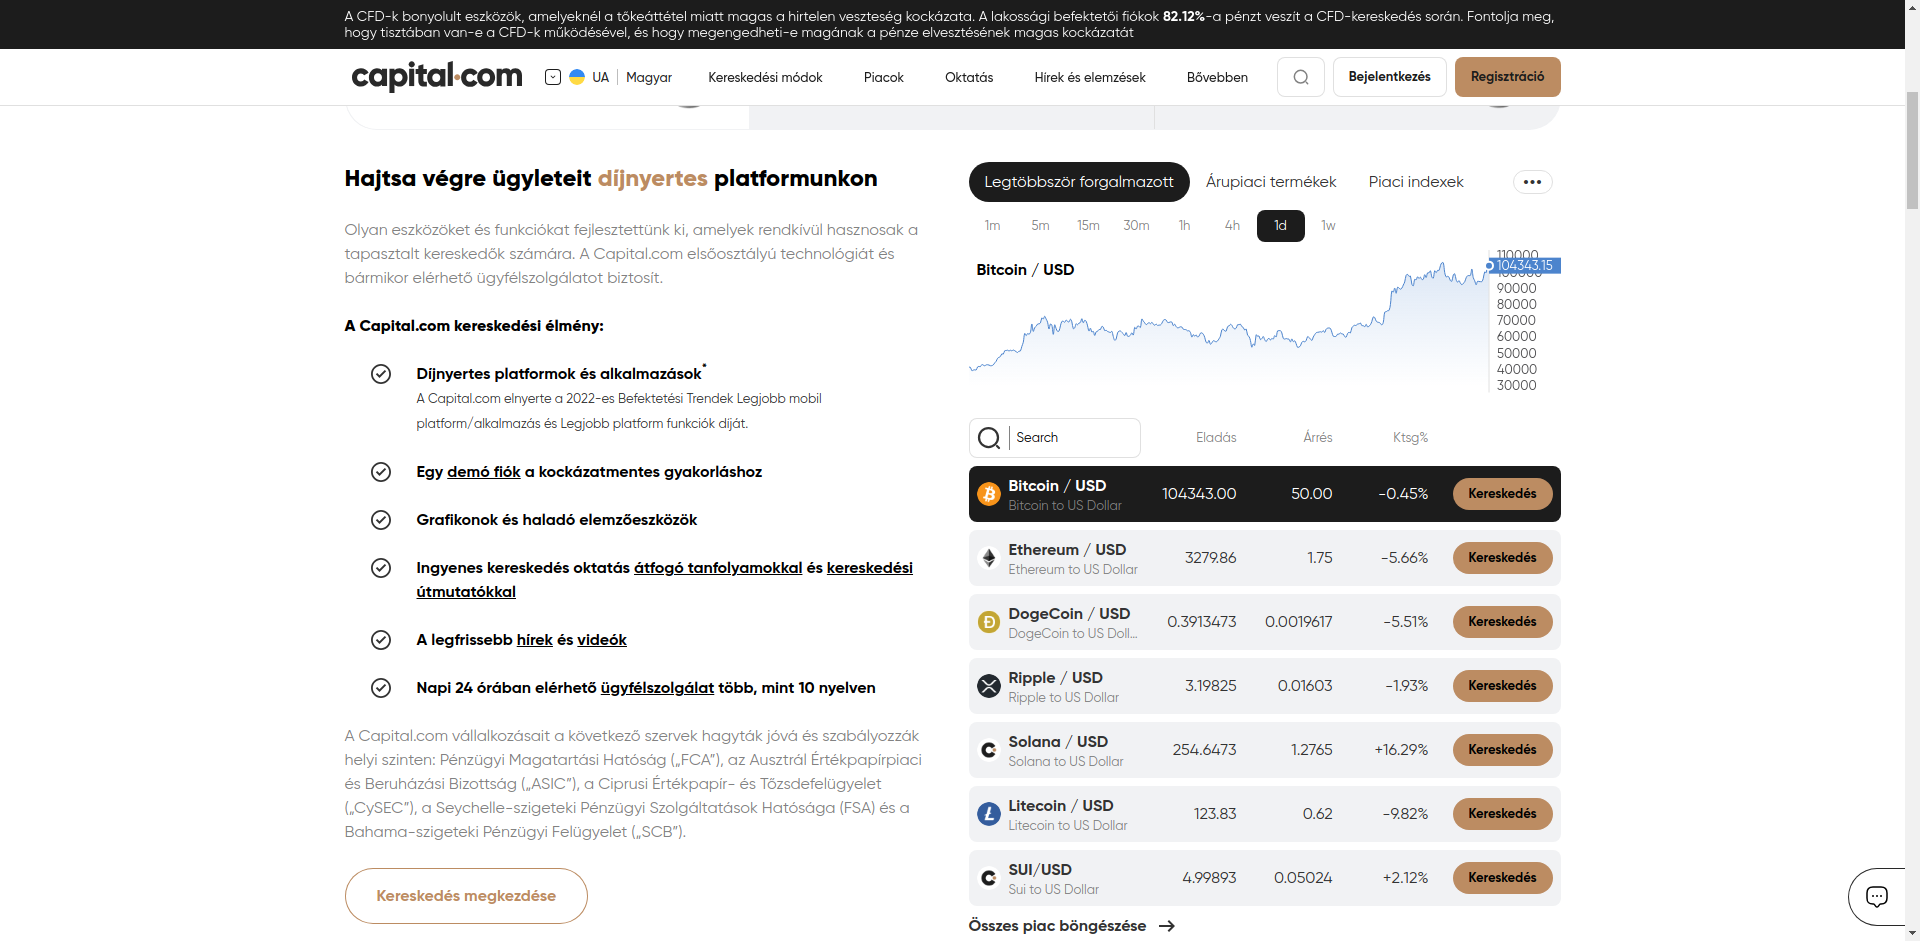 A CFD-k bonyolult eszközök, amelyeknél a tőkeáttétel miatt magas a hirtelen veszteség kockázata. A lakossági befektetői fiókok 82.12%-a pénzt veszít a CFD-kereskedés során. Fontolja meg,
hogy tisztában van-e a CFD-k működésével, és hogy megengedheti-e magának a pénze elvesztésének magas kockázatát
capital.com
UA
Magyar
Kereskedési módok
Piacok
Oktatás
Hírek és elemzések
Bővebben
Bejelentkezés
Regisztráció
Hajtsa végre ügyleteit díjnyertes platformunkon
Olyan eszközöket és funkciókat fejlesztettünk ki, amelyek rendkívül hasznosak a
tapasztalt kereskedők számára. A Capital.com elsőosztályú technológiát és
bármikor elérhető ügyfélszolgálatot biztosít.
A Capital.com kereskedési élmény:
Díjnyertes platformok és alkalmazások*
A Capital.com elnyerte a 2022-es Befektetési Trendek Legjobb mobil
platform/alkalmazás és Legjobb platform funkciók díját.
Egy demó fiók a kockázatmentes gyakorláshoz
Grafikonok és haladó elemzőeszközök
Ingyenes kereskedés oktatás átfogó tanfolyamokkal és kereskedési
útmutatókkal
A legfrissebb hírek és videók
Napi 24 órában elérhető ügyfélszolgálat több, mint 10 nyelven
A Capital.com vállalkozásait a következő szervek hagyták jóvá és szabályozzák
helyi szinten: Pénzügyi Magatartási Hatóság („FCA”), az Ausztrál Értékpapírpiaci
és Beruházási Bizottság („ASIC”), a Ciprusi Értékpapír- és Tőzsdefelügyelet
(„CySEC”), a Seychelle-szigeteki Pénzügyi Szolgáltatások Hatósága (FSA) és a
Bahama-szigeteki Pénzügyi Felügyelet („SCB”).
Kereskedés megkezdése
Legtöbbször forgalmazott
Árupiaci termékek
Piaci indexek
1m 5m 15m 30m 1h 4h 1d 1w
Bitcoin / USD
110000
104343.15
100000
90000
80000
70000
60000
50000
40000
30000
Search
Eladás Árrés Ktsg%
Bitcoin / USD
Bitcoin to US Dollar
104343.00 50.00 -0.45% Kereskedés
Ethereum / USD
Ethereum to US Dollar
3279.86 1.75 -5.66% Kereskedés
DogeCoin / USD
DogeCoin to US Doll...
0.3913473 0.0019617 -5.51% Kereskedés
Ripple / USD
Ripple to US Dollar
3.19825 0.01603 -1.93% Kereskedés
Solana / USD
Solana to US Dollar
254.6473 1.2765 +16.29% Kereskedés
Litecoin / USD
Litecoin to US Dollar
123.83 0.62 -9.82% Kereskedés
SUI/USD
Sui to US Dollar
4.99893 0.05024 +2.12% Kereskedés
Összes piac böngészése